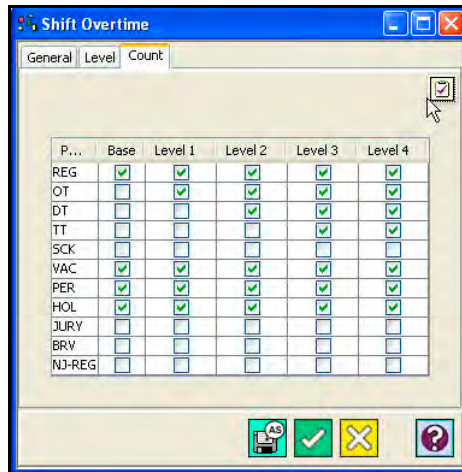 Shift Overtime
General Level Count
P... Base Level 1 Level 2 Level 3 Level 4
REG
OT
DT
TT
SCK
VAC
PER
HOL
JURY
BRV
NJ-REG
AS
?